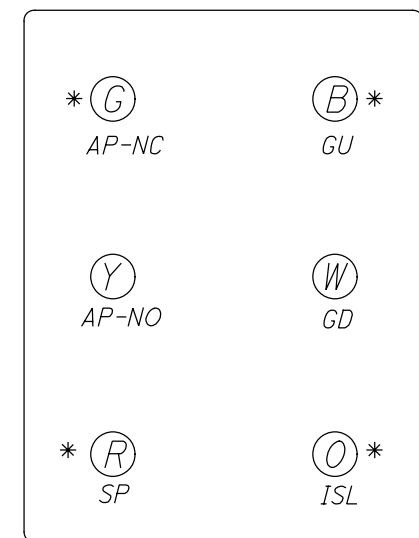 * G B *
AP-NC GU
Y W
AP-NO GD
* R O *
SP ISL